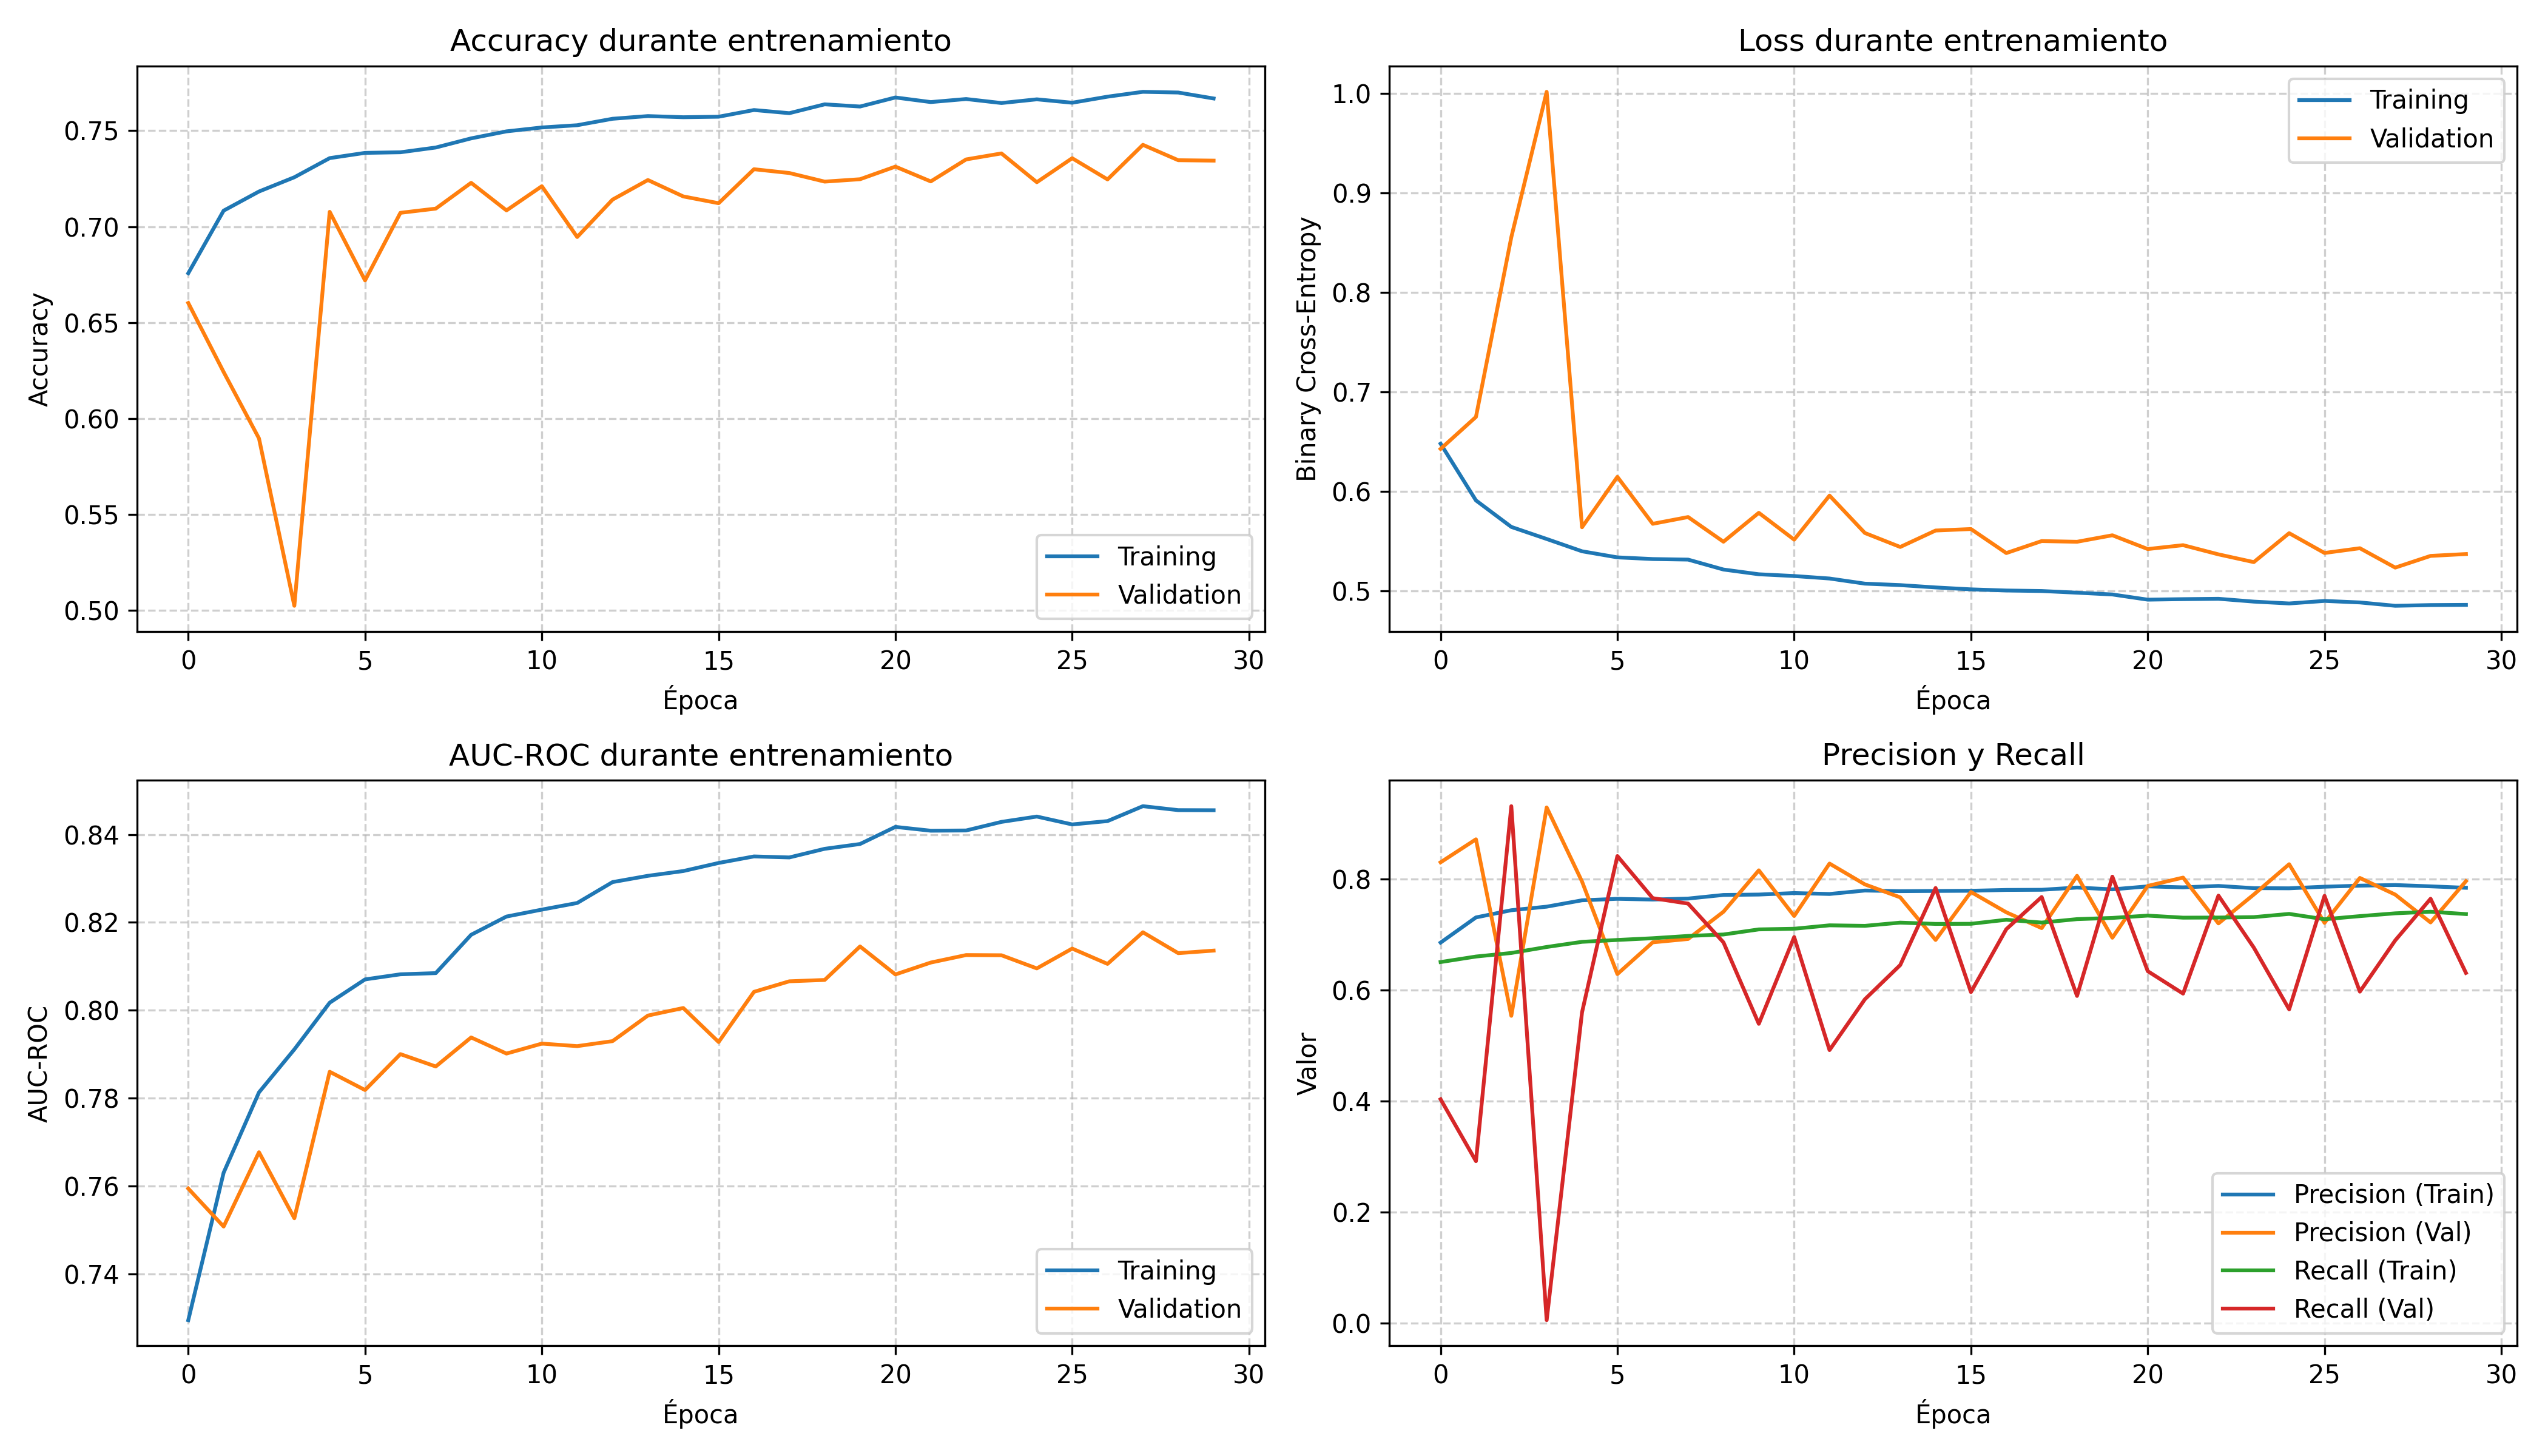 Accuracy durante entrenamiento
Accuracy
0.75
0.70
0.65
0.60
0.55
0.50
0 5 10 15 20 25 30
Época
Training
Validation
Loss durante entrenamiento
Binary Cross-Entropy
1.0
0.9
0.8
0.7
0.6
0.5
0 5 10 15 20 25 30
Época
Training
Validation
AUC-ROC durante entrenamiento
AUC-ROC
0.84
0.82
0.80
0.78
0.76
0.74
0 5 10 15 20 25 30
Época
Training
Validation
Precision y Recall
Valor
0.8
0.6
0.4
0.2
0.0
0 5 10 15 20 25 30
Época
Precision (Train)
Precision (Val)
Recall (Train)
Recall (Val)